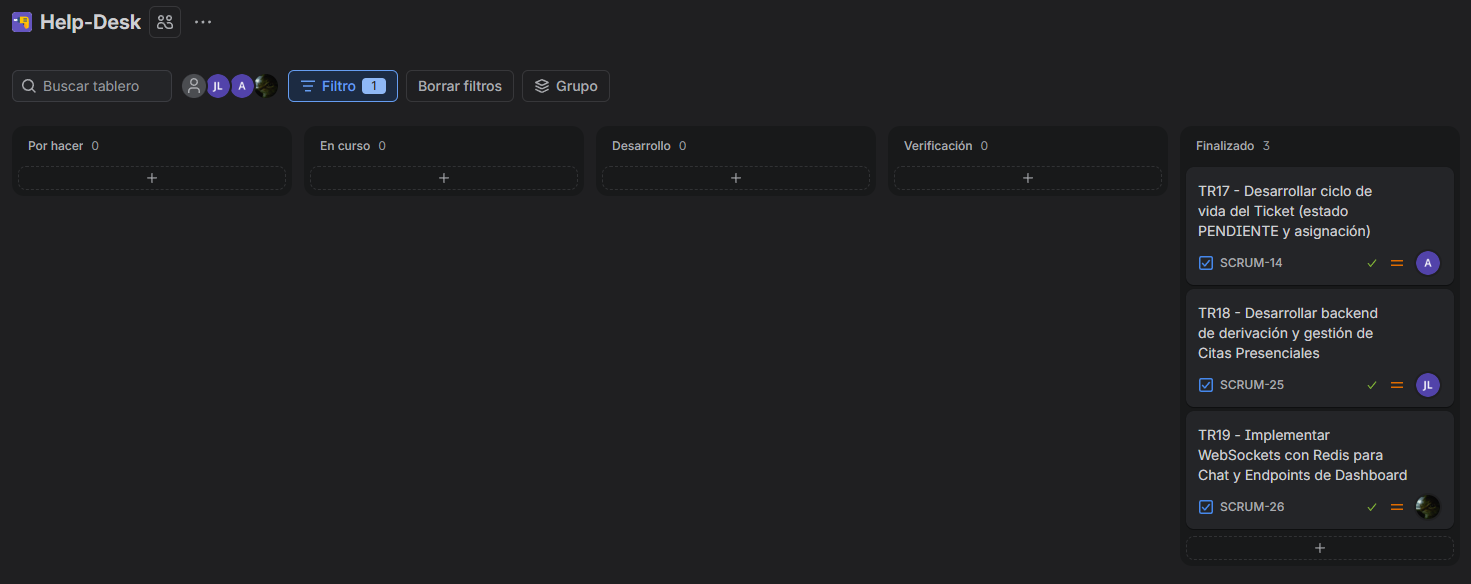 Help-Desk
Buscar tablero
JL
A
Filtro 1
Borrar filtros
Grupo
Por hacer 0
En curso 0
Desarrollo 0
Verificación 0
Finalizado 3
TR17 - Desarrollar ciclo de
vida del Ticket (estado
PENDIENTE y asignación)
SCRUM-14
A
TR18 - Desarrollar backend
de derivación y gestión de
Citas Presenciales
SCRUM-25
JL
TR19 - Implementar
WebSockets con Redis para
Chat y Endpoints de Dashboard
SCRUM-26